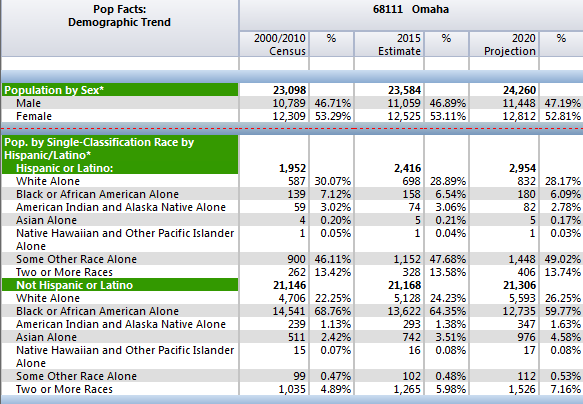 Pop Facts: 68111 Omaha
Demographic Trend
2000/2010 % 2015 % 2020 %
Census Estimate Projection
Population by Sex* 23,098 23,584 24,260
Male 10,789 46.71% 11,059 46.89% 11,448 47.19%
Female 12,309 53.29% 12,525 53.11% 12,812 52.81%
Pop. by Single-Classification Race by
Hispanic/Latino*
Hispanic or Latino: 1,952 2,416 2,954
White Alone 587 30.07% 698 28.89% 832 28.17%
Black or African American Alone 139 7.12% 158 6.54% 180 6.09%
American Indian and Alaska Native Alone 59 3.02% 74 3.06% 82 2.78%
Asian Alone 4 0.20% 5 0.21% 5 0.17%
Native Hawaiian and Other Pacific Islander 1 0.05% 1 0.04% 1 0.03%
Alone
Some Other Race Alone 900 46.11% 1,152 47.68% 1,448 49.02%
Two or More Races 262 13.42% 328 13.58% 406 13.74%
Not Hispanic or Latino 21,146 21,168 21,306
White Alone 4,706 22.25% 5,128 24.23% 5,593 26.25%
Black or African American Alone 14,541 68.76% 13,622 64.35% 12,735 59.77%
American Indian and Alaska Native Alone 239 1.13% 293 1.38% 347 1.63%
Asian Alone 511 2.42% 742 3.51% 976 4.58%
Native Hawaiian and Other Pacific Islander 15 0.07% 16 0.08% 17 0.08%
Alone
Some Other Race Alone 99 0.47% 102 0.48% 112 0.53%
Two or More Races 1,035 4.89% 1,265 5.98% 1,526 7.16%